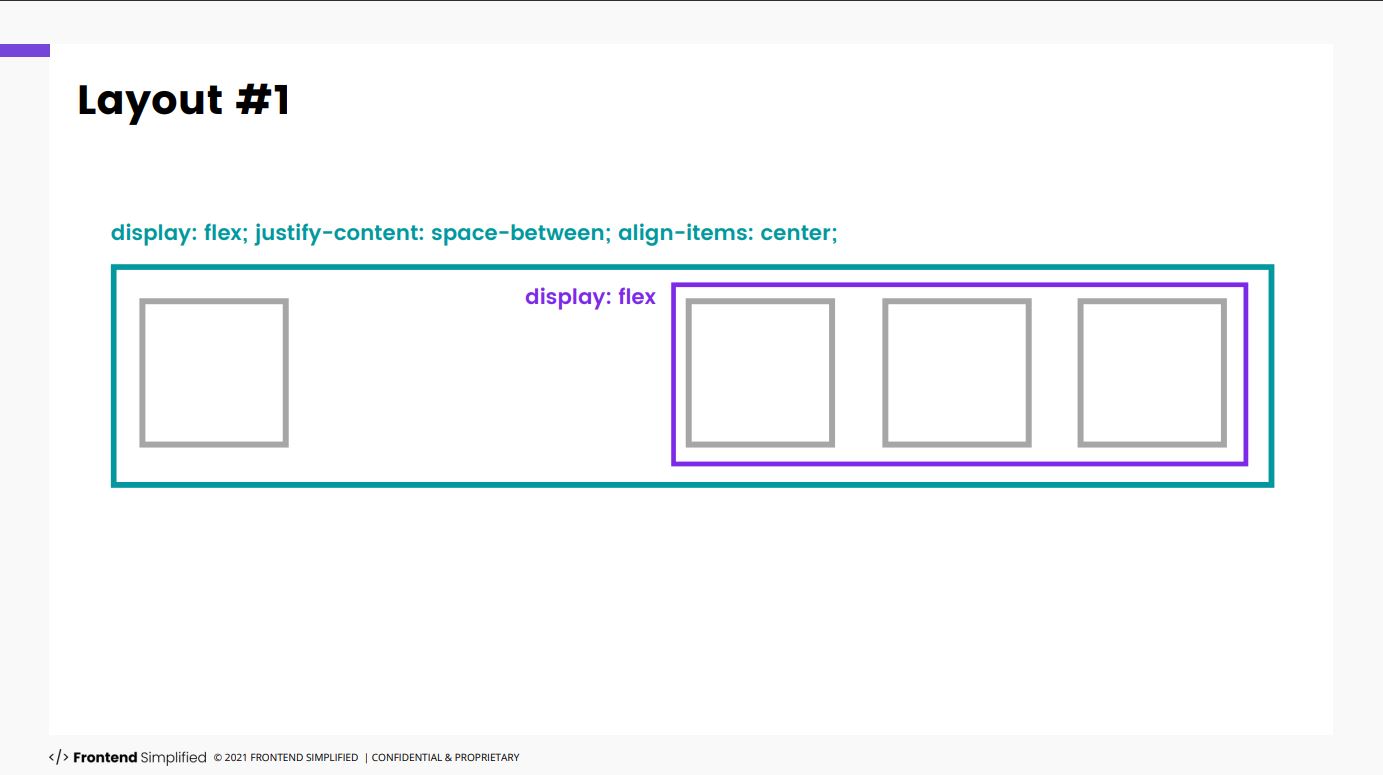 Layout #1
display: flex; justify-content: space-between; align-items: center;
display: flex
</> Frontend Simplified © 2021 FRONTEND SIMPLIFIED | CONFIDENTIAL & PROPRIETARY